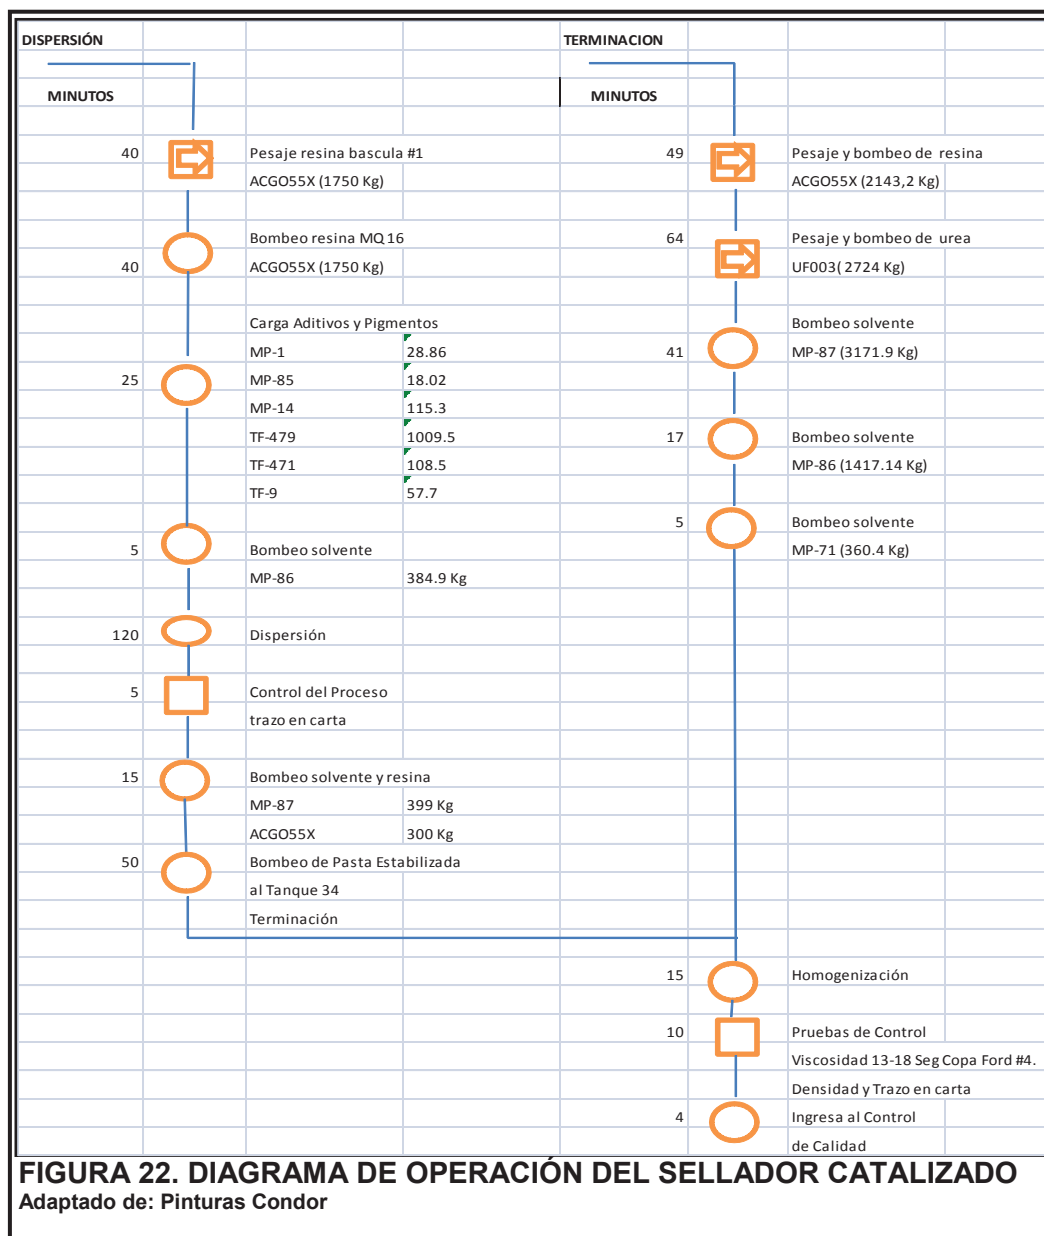 DISPERSIÓN
MINUTOS
40 Pesaje resina bascula #1
ACGO55X (1750 Kg)
Bombeo resina MQ 16
40 ACGO55X (1750 Kg)
Carga Aditivos y Pigmentos
MP-1 28.86
25 MP-85 18.02
MP-14 115.3
TF-479 1009.5
TF-471 108.5
TF-9 57.7
5 Bombeo solvente
MP-86 384.9 Kg
120 Dispersión
5 Control del Proceso
trazo en carta
15 Bombeo solvente y resina
MP-87 399 Kg
ACGO55X 300 Kg
50 Bombeo de Pasta Estabilizada
al Tanque 34
Terminación
TERMINACION
MINUTOS
49 Pesaje y bombeo de resina
ACGO55X (2143,2 Kg)
64 Pesaje y bombeo de urea
UF003( 2724 Kg)
Bombeo solvente
41 MP-87 (3171.9 Kg)
17 Bombeo solvente
MP-86 (1417.14 Kg)
5 Bombeo solvente
MP-71 (360.4 Kg)
15 Homogenización
10 Pruebas de Control
Viscosidad 13-18 Seg Copa Ford #4.
Densidad y Trazo en carta
4 Ingresa al Control
de Calidad
FIGURA 22. DIAGRAMA DE OPERACIÓN DEL SELLADOR CATALIZADO
Adaptado de: Pinturas Condor